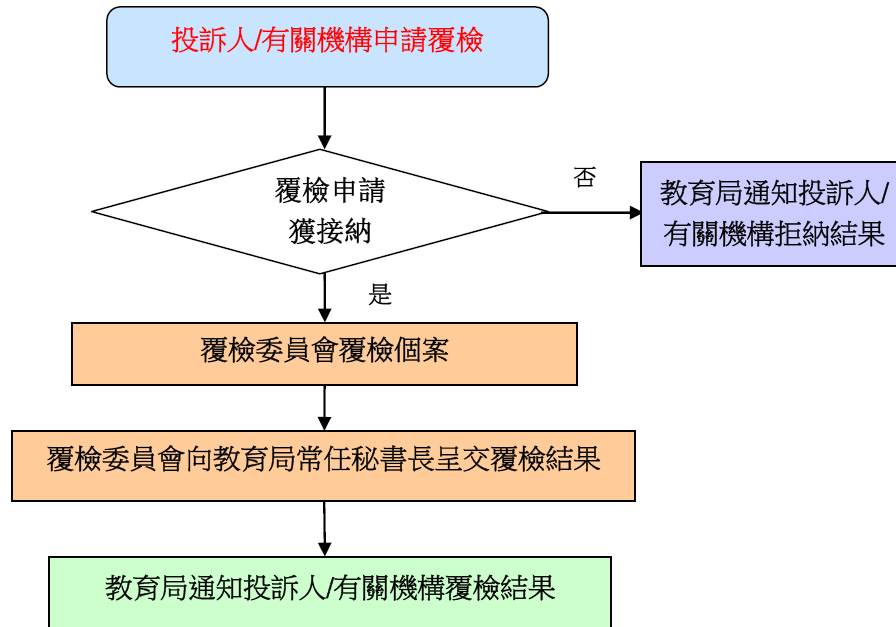 投訴人/有關機構申請覆檢
覆檢申請
獲接納
否
教育局通知投訴人/
有關機構拒納結果
是
覆檢委員會覆檢個案
覆檢委員會向教育局常任秘書長呈交覆檢結果
教育局通知投訴人/有關機構覆檢結果